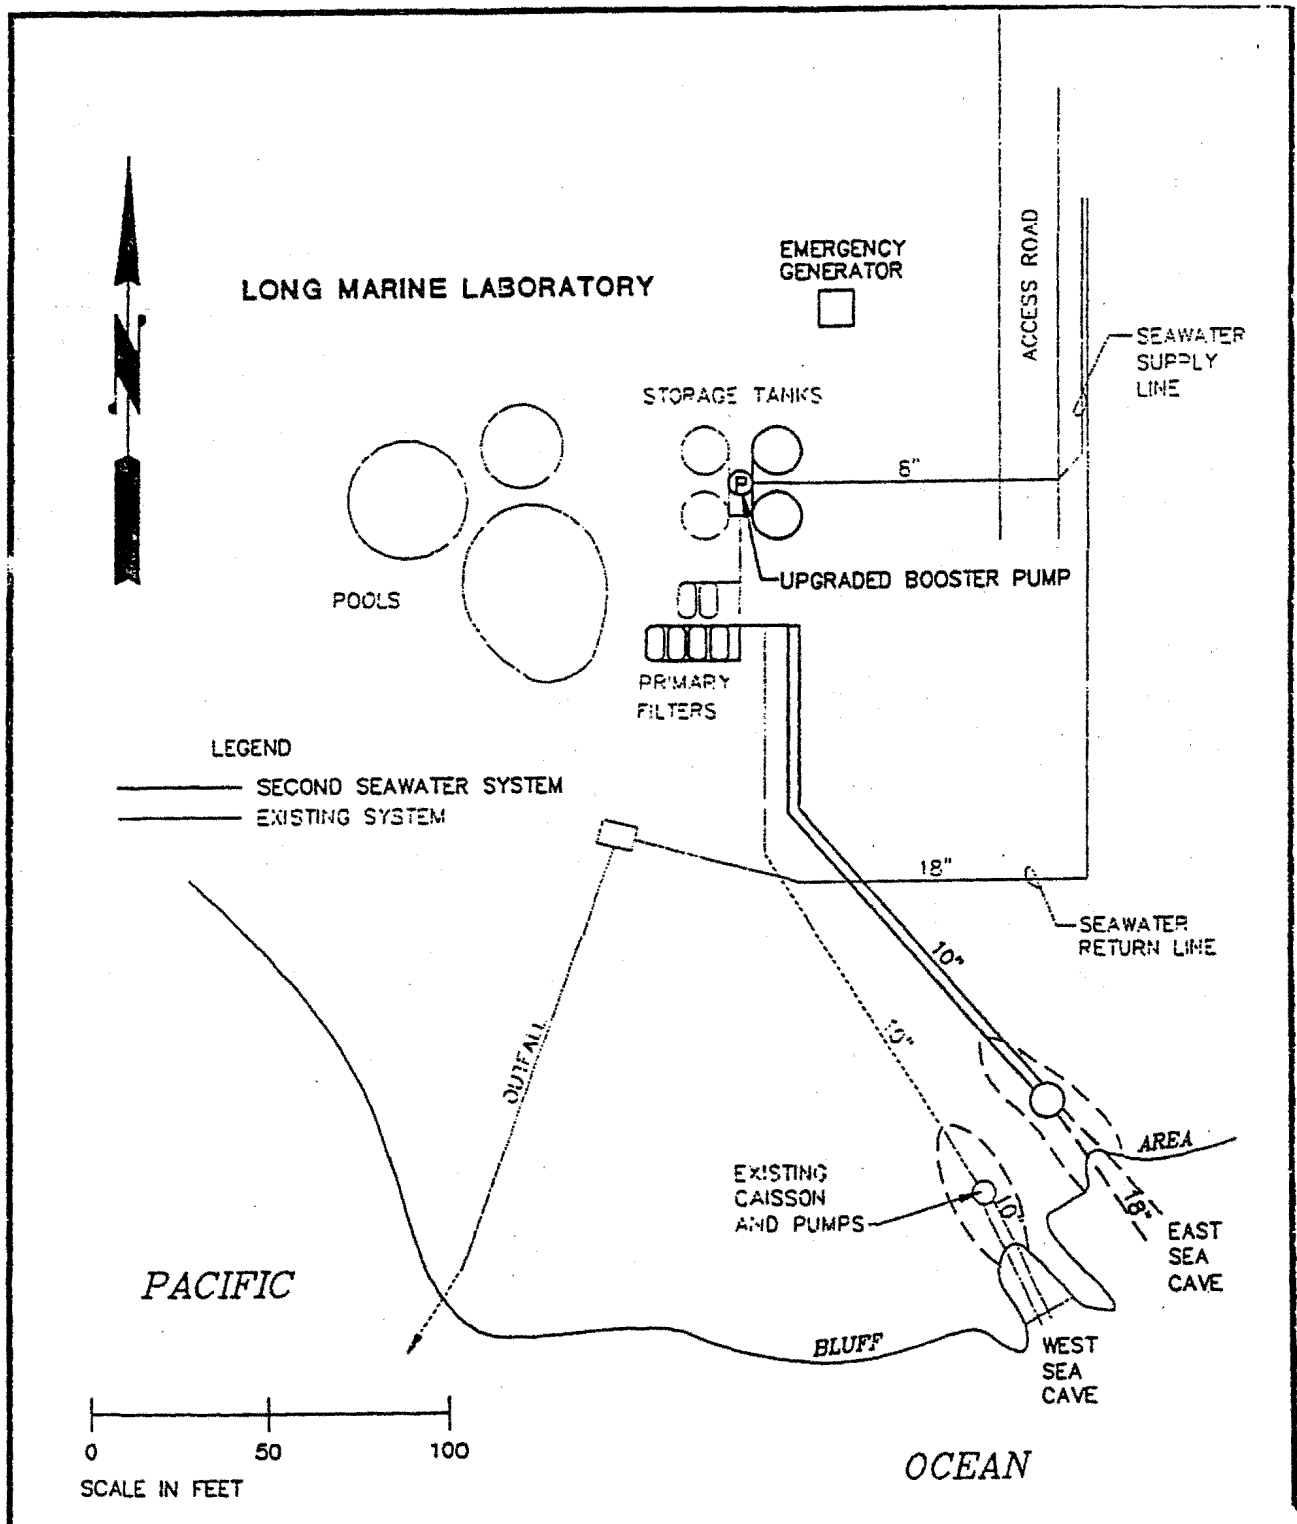 EMERGENCY
GENERATOR
LONG MARINE LABORATORY
ACCESS ROAD
SEAWATER
SUPPLY
LINE
STORAGE TANKS
P
UPGRADED BOOSTER PUMP
POOLS
PRIMARY
FILTERS
LEGEND
SECOND SEAWATER SYSTEM
EXISTING SYSTEM
18"
SEAWATER
RETURN LINE
10"
10"
OUTFALL
AREA
EXISTING
CAISSON
AND PUMPS
10"
18"
EAST
SEA
CAVE
PACIFIC
BLUFF
WEST
SEA
CAVE
0 50 100
SCALE IN FEET
OCEAN
N